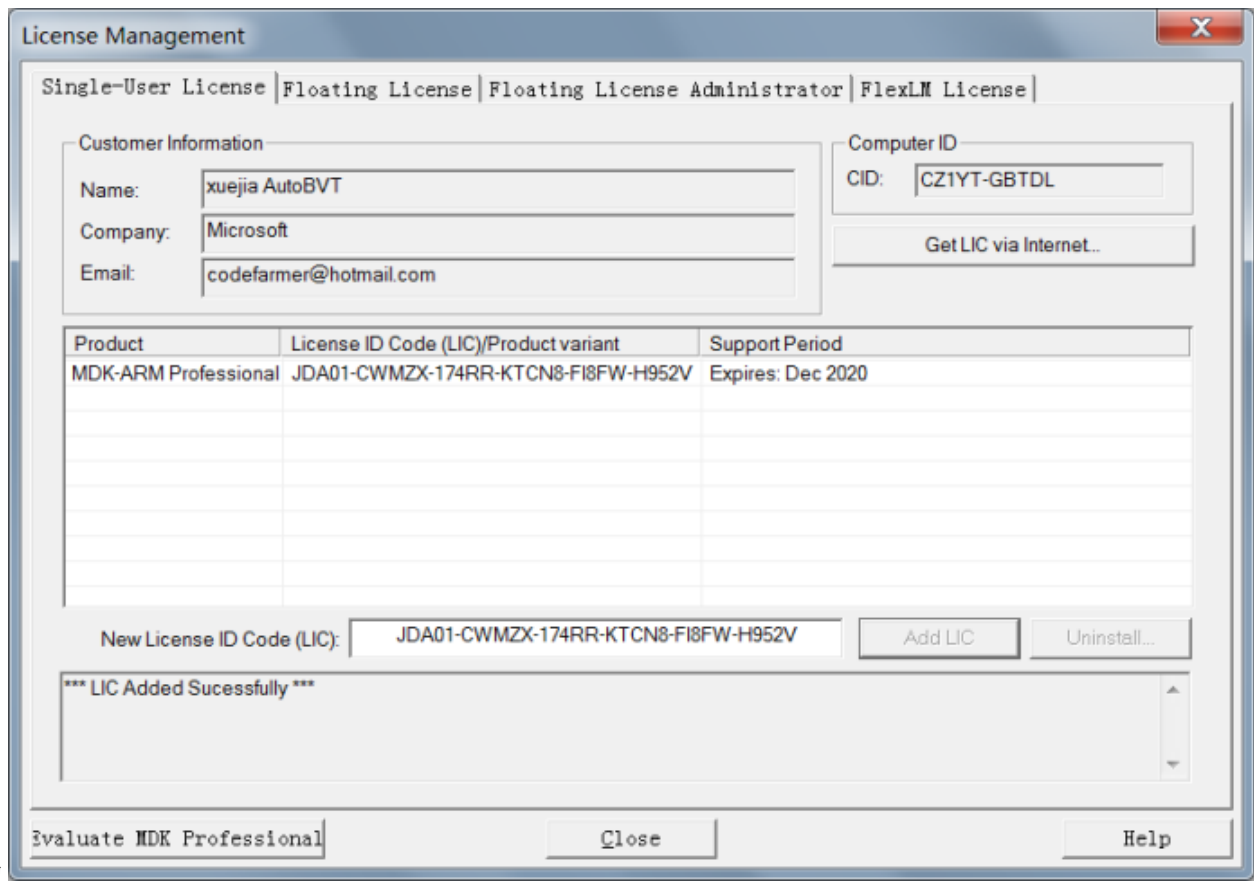 License Management
X
Single-User License Floating License Floating License Administrator FlexLM License
Customer Information
Name: xuejia AutoBVT
Company: Microsoft
Email: codefarmer@hotmail.com
Computer ID
CID: CZ1YT-GBTDL
Get LIC via Internet...
Product License ID Code (LIC)/Product variant Support Period
MDK-ARM Professional JDA01-CWMZX-174RR-KTCN8-FI8FW-H952V Expires: Dec 2020
New License ID Code (LIC): JDA01-CWMZX-174RR-KTCN8-FI8FW-H952V Add LIC Uninstall...
*** LIC Added Sucessfully ***
Evaluate MDK Professional Close Help